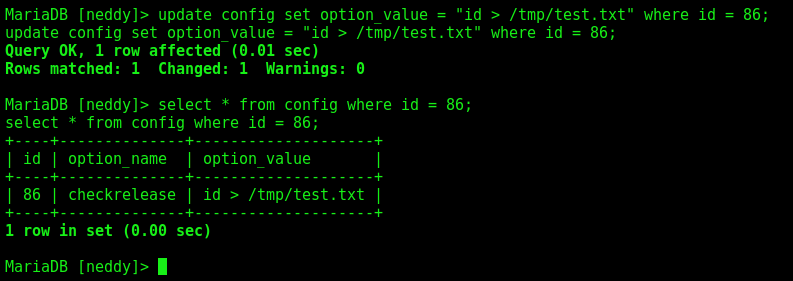 MariaDB [neddy]> update config set option_value = "id > /tmp/test.txt" where id = 86;
update config set option_value = "id > /tmp/test.txt" where id = 86;
Query OK, 1 row affected (0.01 sec)
Rows matched: 1  Changed: 1  Warnings: 0

MariaDB [neddy]> select * from config where id = 86;
select * from config where id = 86;
+----+--------------+--------------------+
| id | option_name  | option_value       |
+----+--------------+--------------------+
| 86 | checkrelease | id > /tmp/test.txt |
+----+--------------+--------------------+
1 row in set (0.00 sec)

MariaDB [neddy]>